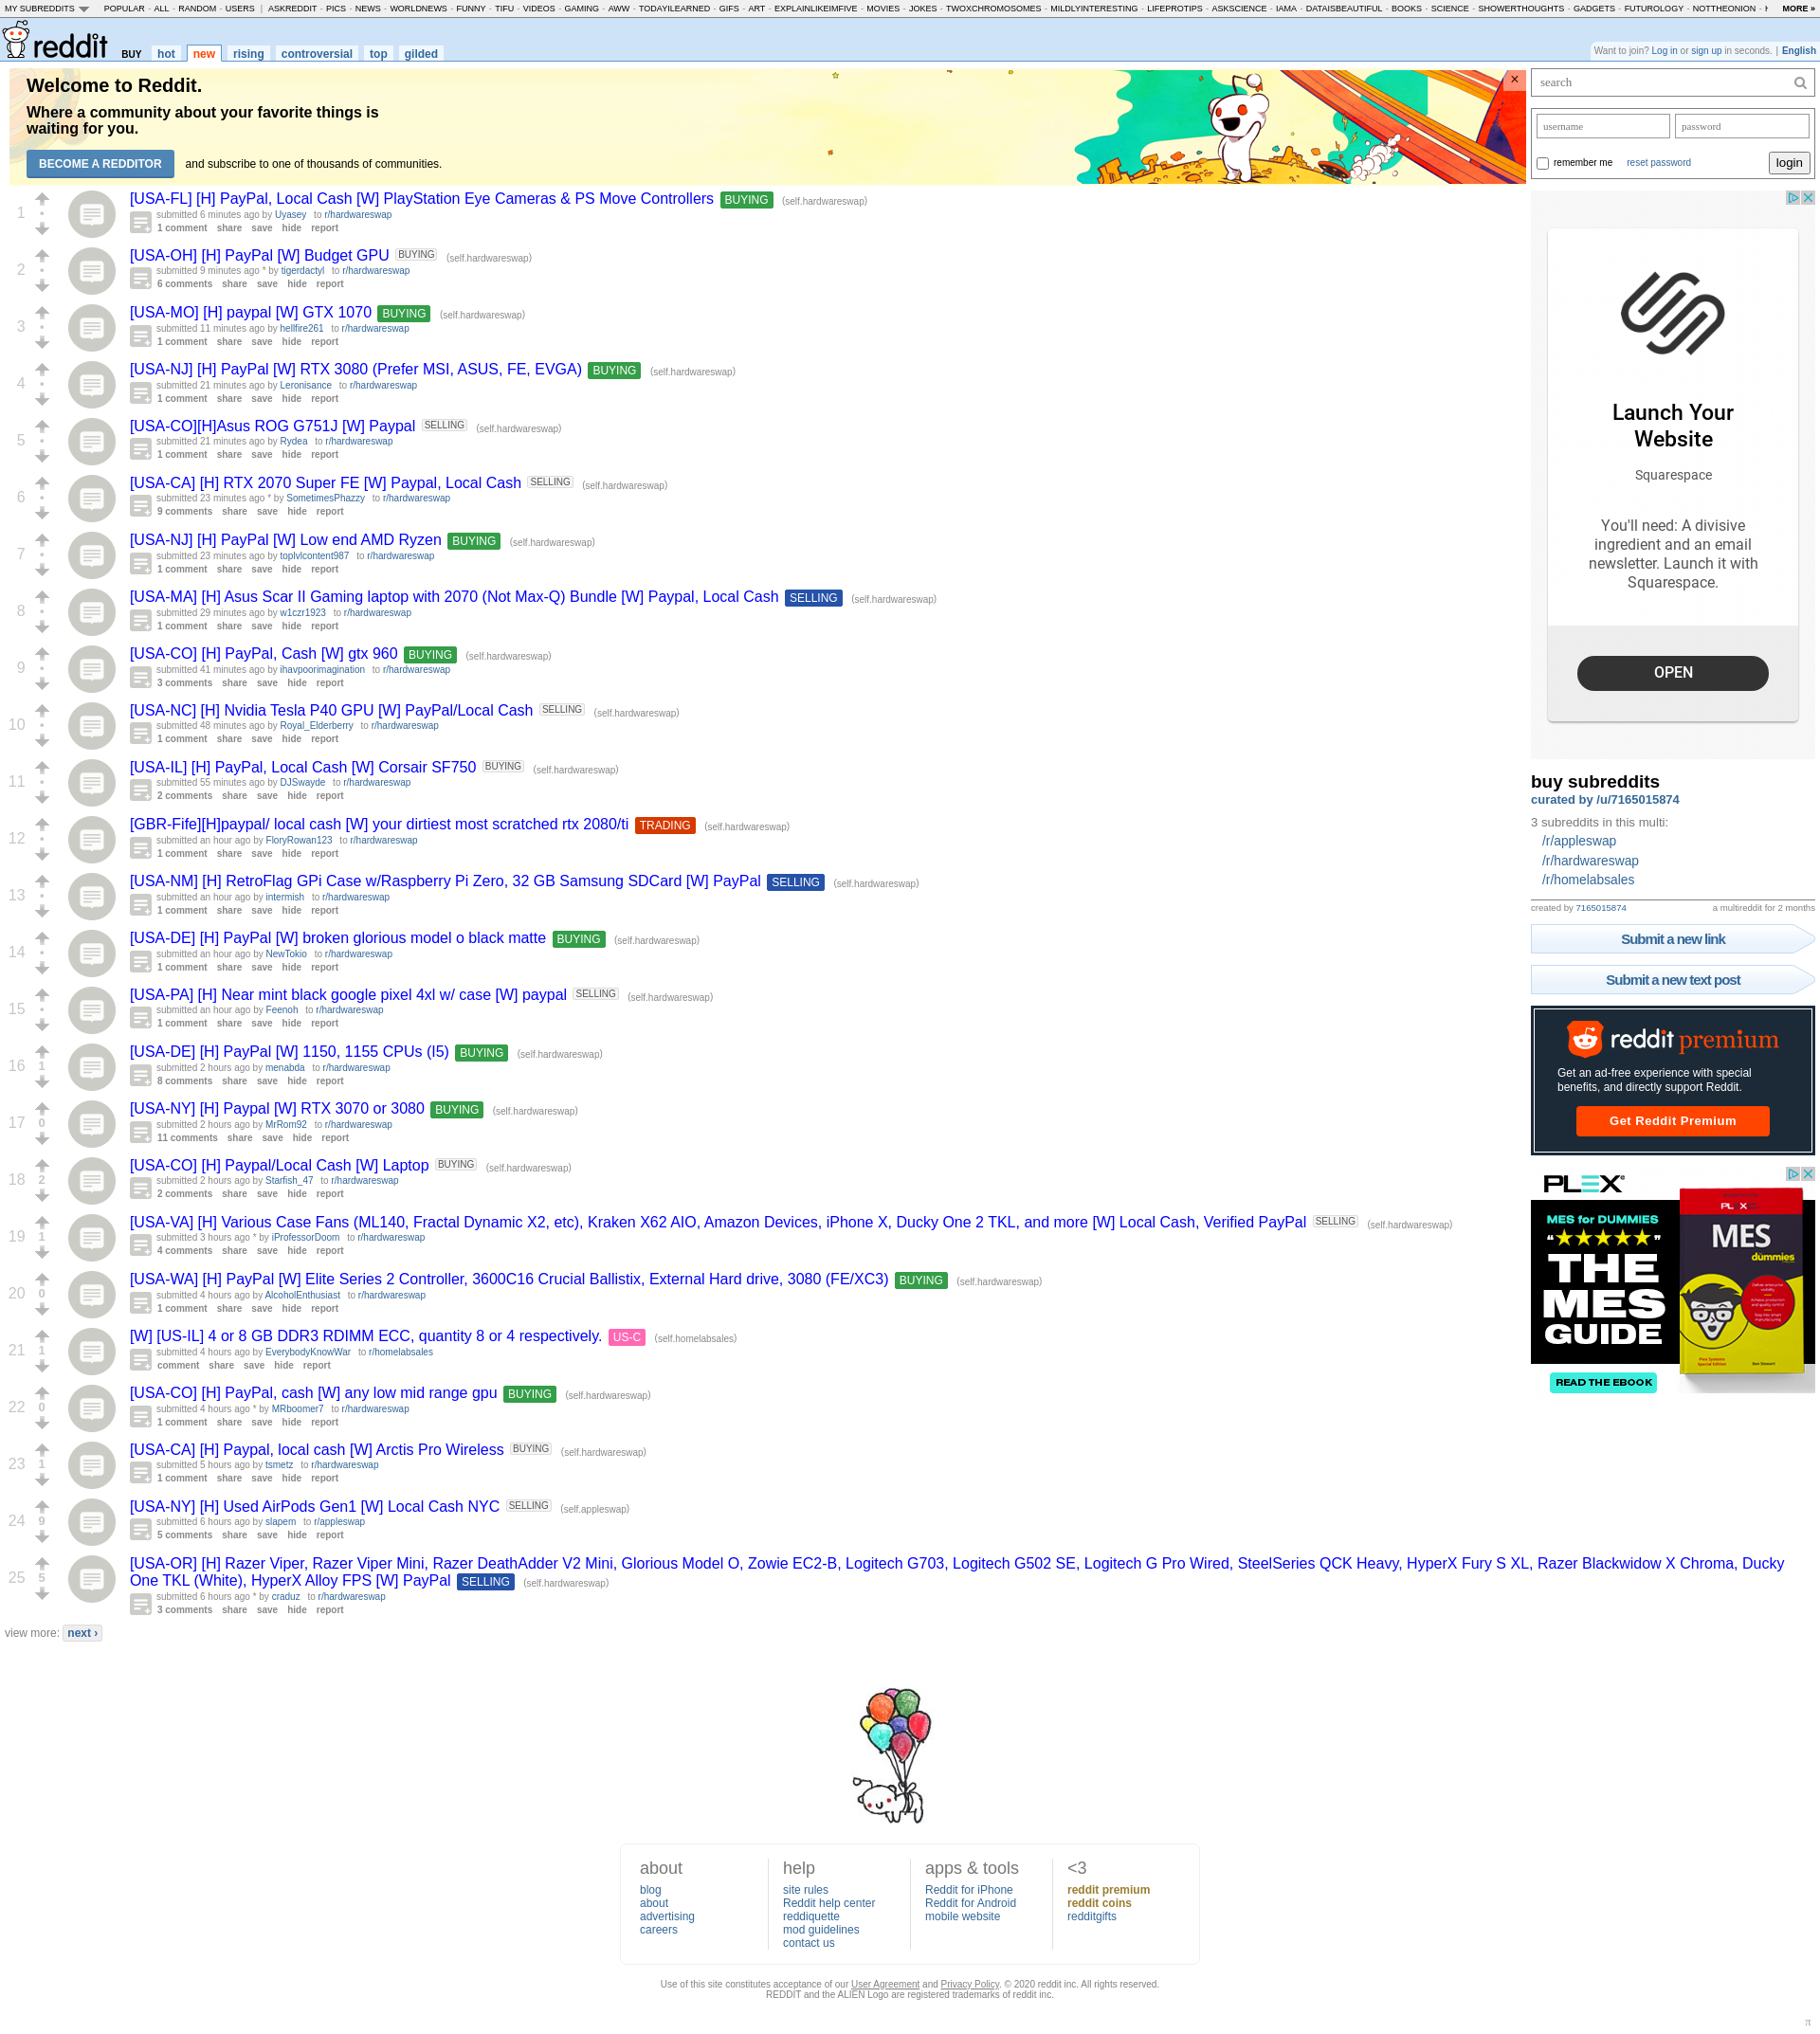 MY SUBREDDITS POPULAR - ALL - RANDOM - USERS | ASKREDDIT - PICS - NEWS - WORLDNEWS - FUNNY - TIFU - VIDEOS - GAMING - AWW - TODAYILEARNED - GIFS - ART - EXPLAINLIKEIMFIVE - MOVIES - JOKES - TWOXCHROMOSOMES - MILDLYINTERESTING - LIFEPROTIPS - ASKSCIENCE - IAMA - DATAISBEAUTIFUL - BOOKS - SCIENCE - SHOWERTHOUGHTS - GADGETS - FUTUROLOGY - NOTTHEONION - MORE »
reddit BUY hot new rising controversial top gilded
Want to join? Log in or sign up in seconds. | English
Welcome to Reddit.
Where a community about your favorite things is
waiting for you.
BECOME A REDDITOR and subscribe to one of thousands of communities.
×
search
username password
remember me reset password login
1
[USA-FL] [H] PayPal, Local Cash [W] PlayStation Eye Cameras & PS Move Controllers BUYING (self.hardwareswap)
submitted 6 minutes ago by Uyasey to r/hardwareswap
1 comment share save hide report
2
[USA-OH] [H] PayPal [W] Budget GPU BUYING (self.hardwareswap)
submitted 9 minutes ago * by tigerdactyl to r/hardwareswap
6 comments share save hide report
3
[USA-MO] [H] paypal [W] GTX 1070 BUYING (self.hardwareswap)
submitted 11 minutes ago by hellfire261 to r/hardwareswap
1 comment share save hide report
4
[USA-NJ] [H] PayPal [W] RTX 3080 (Prefer MSI, ASUS, FE, EVGA) BUYING (self.hardwareswap)
submitted 21 minutes ago by Leronisance to r/hardwareswap
1 comment share save hide report
5
[USA-CO][H]Asus ROG G751J [W] Paypal SELLING (self.hardwareswap)
submitted 21 minutes ago by Rydea to r/hardwareswap
1 comment share save hide report
6
[USA-CA] [H] RTX 2070 Super FE [W] Paypal, Local Cash SELLING (self.hardwareswap)
submitted 23 minutes ago * by SometimesPhazzy to r/hardwareswap
9 comments share save hide report
7
[USA-NJ] [H] PayPal [W] Low end AMD Ryzen BUYING (self.hardwareswap)
submitted 23 minutes ago by toplvlcontent987 to r/hardwareswap
1 comment share save hide report
8
[USA-MA] [H] Asus Scar II Gaming laptop with 2070 (Not Max-Q) Bundle [W] Paypal, Local Cash SELLING (self.hardwareswap)
submitted 29 minutes ago by w1czr1923 to r/hardwareswap
1 comment share save hide report
9
[USA-CO] [H] PayPal, Cash [W] gtx 960 BUYING (self.hardwareswap)
submitted 41 minutes ago by ihavpoorimagination to r/hardwareswap
3 comments share save hide report
10
[USA-NC] [H] Nvidia Tesla P40 GPU [W] PayPal/Local Cash SELLING (self.hardwareswap)
submitted 48 minutes ago by Royal_Elderberry to r/hardwareswap
1 comment share save hide report
11
[USA-IL] [H] PayPal, Local Cash [W] Corsair SF750 BUYING (self.hardwareswap)
submitted 55 minutes ago by DJSwayde to r/hardwareswap
2 comments share save hide report
12
[GBR-Fife][H]paypal/ local cash [W] your dirtiest most scratched rtx 2080/ti TRADING (self.hardwareswap)
submitted an hour ago by FloryRowan123 to r/hardwareswap
1 comment share save hide report
13
[USA-NM] [H] RetroFlag GPi Case w/Raspberry Pi Zero, 32 GB Samsung SDCard [W] PayPal SELLING (self.hardwareswap)
submitted an hour ago by intermish to r/hardwareswap
1 comment share save hide report
14
[USA-DE] [H] PayPal [W] broken glorious model o black matte BUYING (self.hardwareswap)
submitted an hour ago by NewTokio to r/hardwareswap
1 comment share save hide report
15
[USA-PA] [H] Near mint black google pixel 4xl w/ case [W] paypal SELLING (self.hardwareswap)
submitted an hour ago by Feenoh to r/hardwareswap
1 comment share save hide report
16 1
[USA-DE] [H] PayPal [W] 1150, 1155 CPUs (I5) BUYING (self.hardwareswap)
submitted 2 hours ago by menabda to r/hardwareswap
8 comments share save hide report
17 0
[USA-NY] [H] Paypal [W] RTX 3070 or 3080 BUYING (self.hardwareswap)
submitted 2 hours ago by MrRom92 to r/hardwareswap
11 comments share save hide report
18 2
[USA-CO] [H] Paypal/Local Cash [W] Laptop BUYING (self.hardwareswap)
submitted 2 hours ago by Starfish_47 to r/hardwareswap
2 comments share save hide report
19 1
[USA-VA] [H] Various Case Fans (ML140, Fractal Dynamic X2, etc), Kraken X62 AIO, Amazon Devices, iPhone X, Ducky One 2 TKL, and more [W] Local Cash, Verified PayPal SELLING (self.hardwareswap)
submitted 3 hours ago * by iProfessorDoom to r/hardwareswap
4 comments share save hide report
20 0
[USA-WA] [H] PayPal [W] Elite Series 2 Controller, 3600C16 Crucial Ballistix, External Hard drive, 3080 (FE/XC3) BUYING (self.hardwareswap)
submitted 4 hours ago by AlcoholEnthusiast to r/hardwareswap
1 comment share save hide report
21 1
[W] [US-IL] 4 or 8 GB DDR3 RDIMM ECC, quantity 8 or 4 respectively. US-C (self.homelabsales)
submitted 4 hours ago by EverybodyKnowWar to r/homelabsales
comment share save hide report
22 0
[USA-CO] [H] PayPal, cash [W] any low mid range gpu BUYING (self.hardwareswap)
submitted 4 hours ago * by MRboomer7 to r/hardwareswap
1 comment share save hide report
23 1
[USA-CA] [H] Paypal, local cash [W] Arctis Pro Wireless BUYING (self.hardwareswap)
submitted 5 hours ago by tsmetz to r/hardwareswap
1 comment share save hide report
24 9
[USA-NY] [H] Used AirPods Gen1 [W] Local Cash NYC SELLING (self.appleswap)
submitted 6 hours ago by slapem to r/appleswap
5 comments share save hide report
25 5
[USA-OR] [H] Razer Viper, Razer Viper Mini, Razer DeathAdder V2 Mini, Glorious Model O, Zowie EC2-B, Logitech G703, Logitech G502 SE, Logitech G Pro Wired, SteelSeries QCK Heavy, HyperX Fury S XL, Razer Blackwidow X Chroma, Ducky
One TKL (White), HyperX Alloy FPS [W] PayPal SELLING (self.hardwareswap)
submitted 6 hours ago * by craduz to r/hardwareswap
3 comments share save hide report
view more: next ›
Launch Your
Website
Squarespace
You'll need: A divisive
ingredient and an email
newsletter. Launch it with
Squarespace.
OPEN
buy subreddits
curated by /u/7165015874
3 subreddits in this multi:
/r/appleswap
/r/hardwareswap
/r/homelabsales
created by 7165015874 a multireddit for 2 months
Submit a new link
Submit a new text post
reddit premium
Get an ad-free experience with special
benefits, and directly support Reddit.
Get Reddit Premium
PLEX
MES for DUMMIES
“★★★★★”
THE
MES
GUIDE
READ THE EBOOK
PLEX
MES
dummies
about
blog
about
advertising
careers
help
site rules
Reddit help center
reddiquette
mod guidelines
contact us
apps & tools
Reddit for iPhone
Reddit for Android
mobile website
<3
reddit premium
reddit coins
redditgifts
Use of this site constitutes acceptance of our User Agreement and Privacy Policy. © 2020 reddit inc. All rights reserved.
REDDIT and the ALIEN Logo are registered trademarks of reddit inc.
π